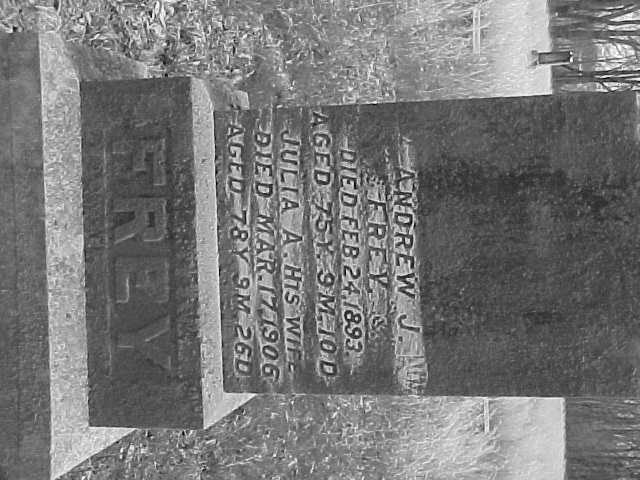 ANDREW J.
FREY
DIED FEB 24, 1893.
AGED 75Y. 9M. 10D
JULIA A. HIS WIFE
DIED MAR. 17, 1906
AGED 78Y 9M. 26D
FREY